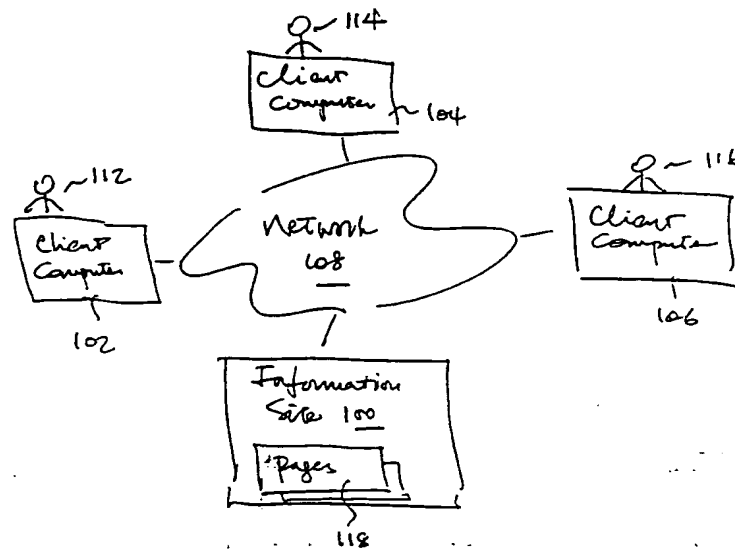 114
Client
Computer
104
112
Client
Computer
102
Network
108
116
Client
Computer
106
Information
Site 100
Pages
118